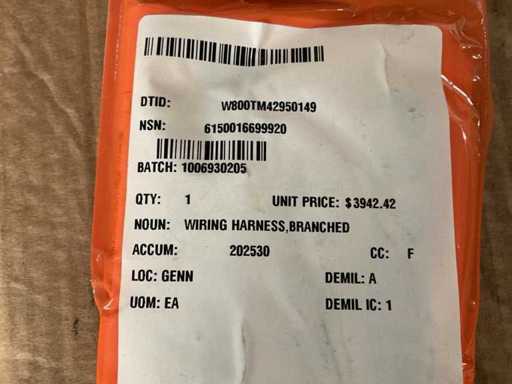 DTID: W800TM42950149
NSN: 6150016699920
BATCH: 1006930205
QTY: 1 UNIT PRICE: $3942.42
NOUN: WIRING HARNESS,BRANCHED
ACCUM: 202530 CC: F
LOC: GENN DEMIL: A
UOM: EA DEMIL IC: 1